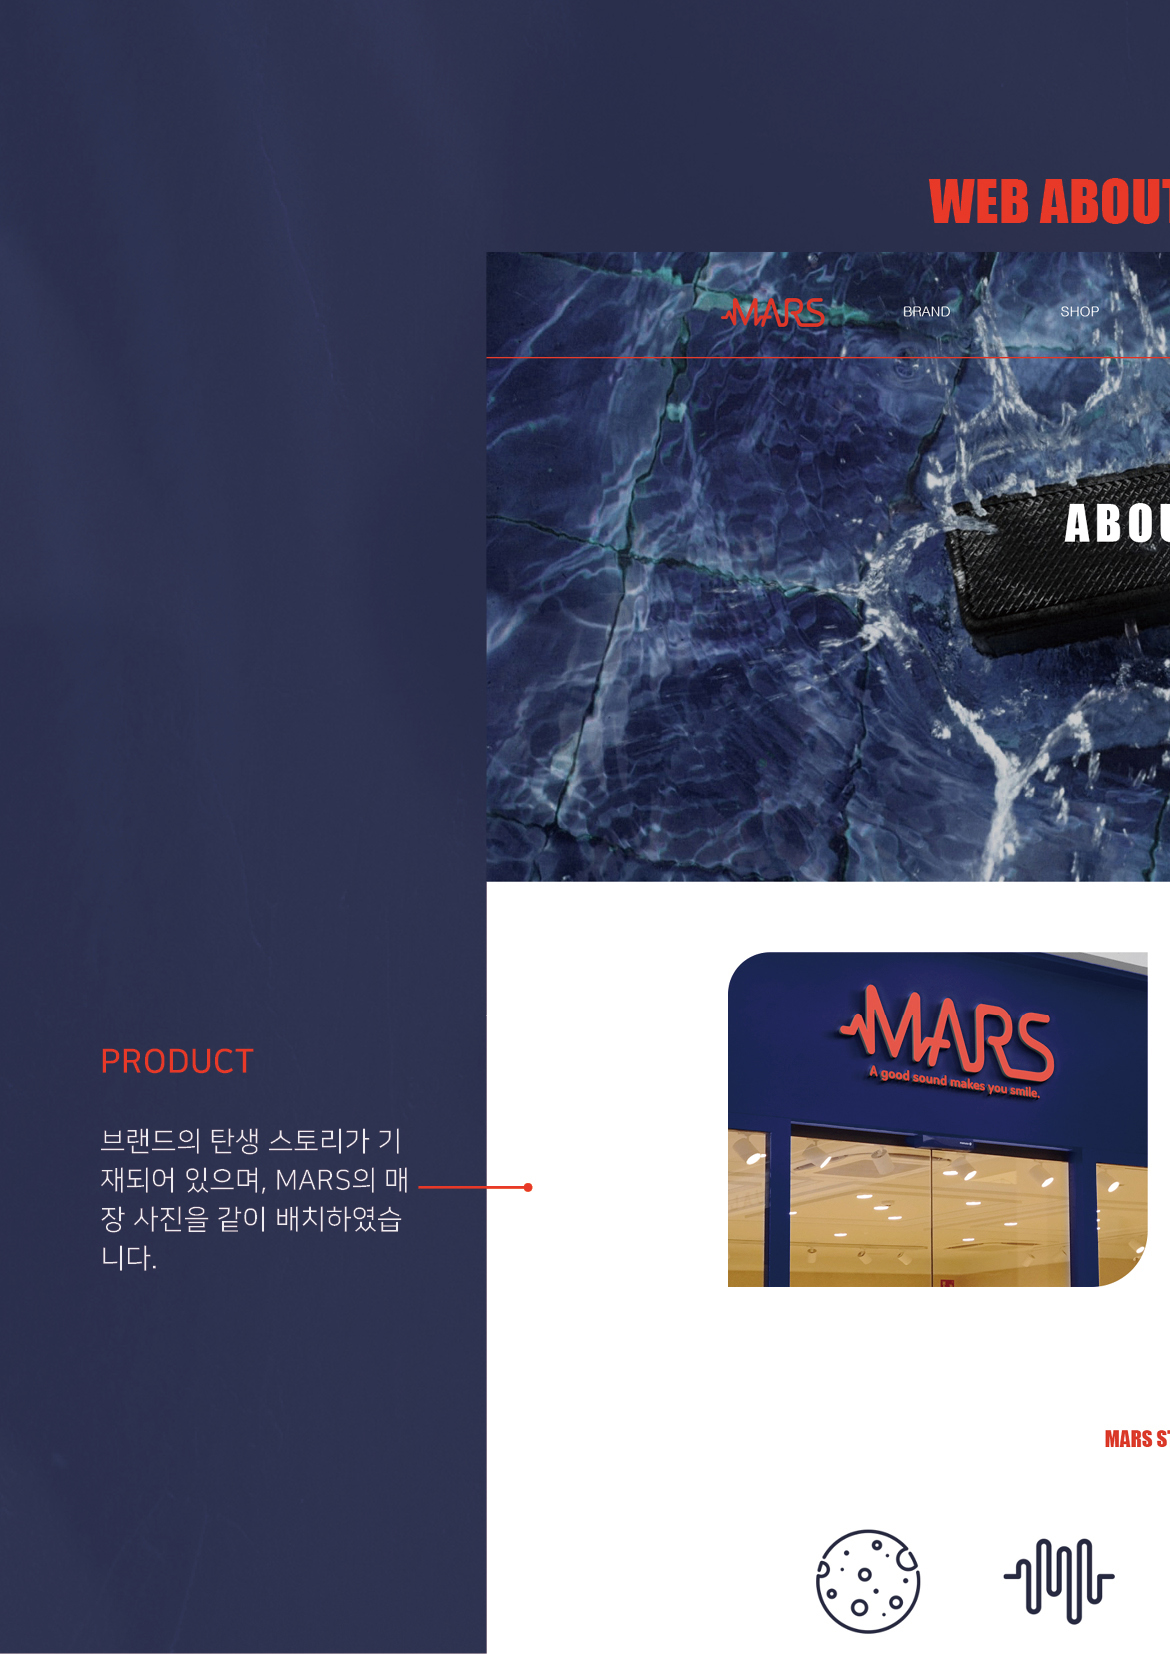 WEB ABOUT
MARS
BRAND
SHOP
ABOU
MARS
A good sound makes you smile.
PRODUCT
브랜드의 탄생 스토리가 기
재되어 있으며, MARS의 매
장 사진을 같이 배치하였습
니다.
MARS ST